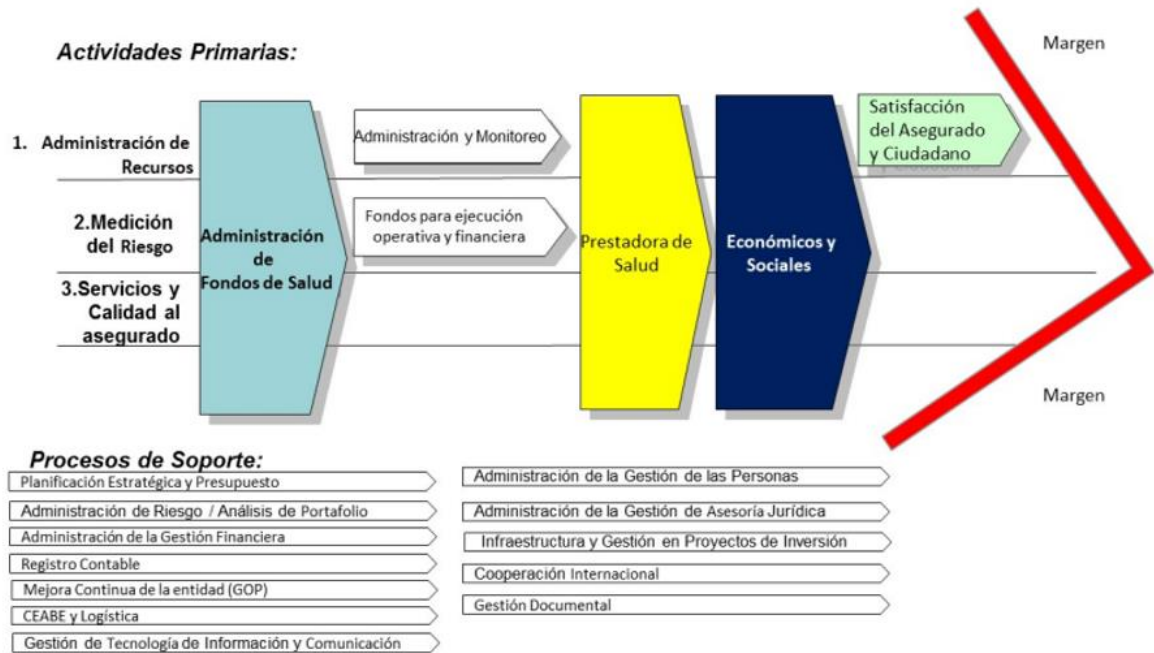 Actividades Primarias:
Margen
1. Administración de
Recursos
2.Medición
del Riesgo
3.Servicios y
Calidad al
asegurado
Administración
de
Fondos de Salud
Administración y Monitoreo
Fondos para ejecución
operativa y financiera
Prestadora de
Salud
Económicos y
Sociales
Satisfacción
del Asegurado
y Ciudadano
Margen
Procesos de Soporte:
Planificación Estratégica y Presupuesto
Administración de Riesgo / Análisis de Portafolio
Administración de la Gestión Financiera
Registro Contable
Mejora Continua de la entidad (GOP)
CEABE y Logística
Gestión de Tecnología de Información y Comunicación
Administración de la Gestión de las Personas
Administración de la Gestión de Asesoría Jurídica
Infraestructura y Gestión en Proyectos de Inversión
Cooperación Internacional
Gestión Documental